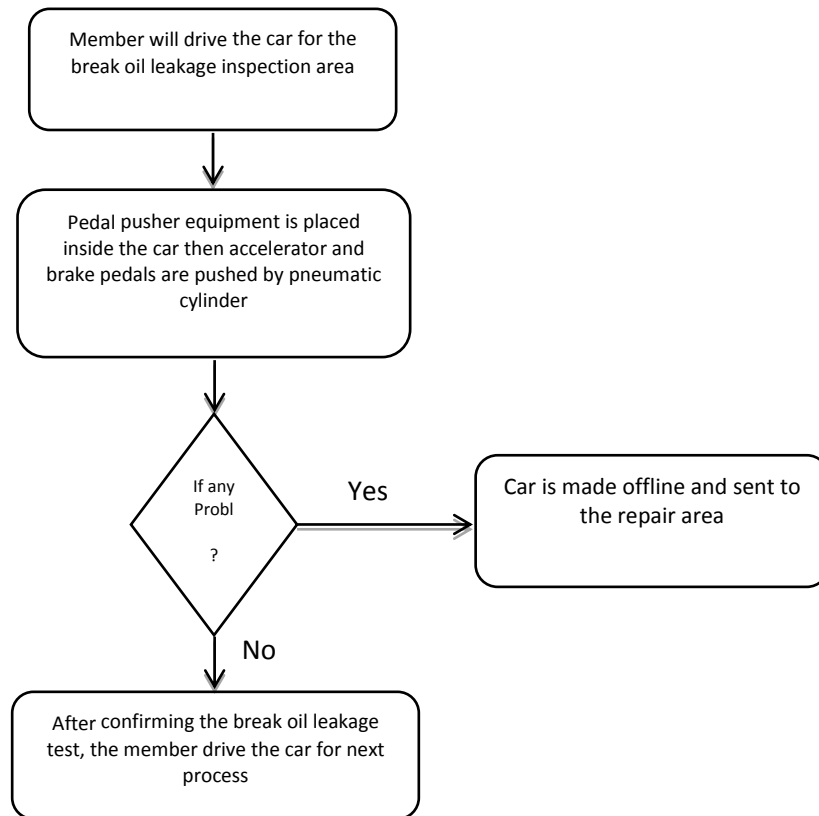 Member will drive the car for the
break oil leakage inspection area
Pedal pusher equipment is placed
inside the car then accelerator and
brake pedals are pushed by pneumatic
cylinder
If any
Probl
?
Yes
Car is made offline and sent to
the repair area
No
After confirming the break oil leakage
test, the member drive the car for next
process